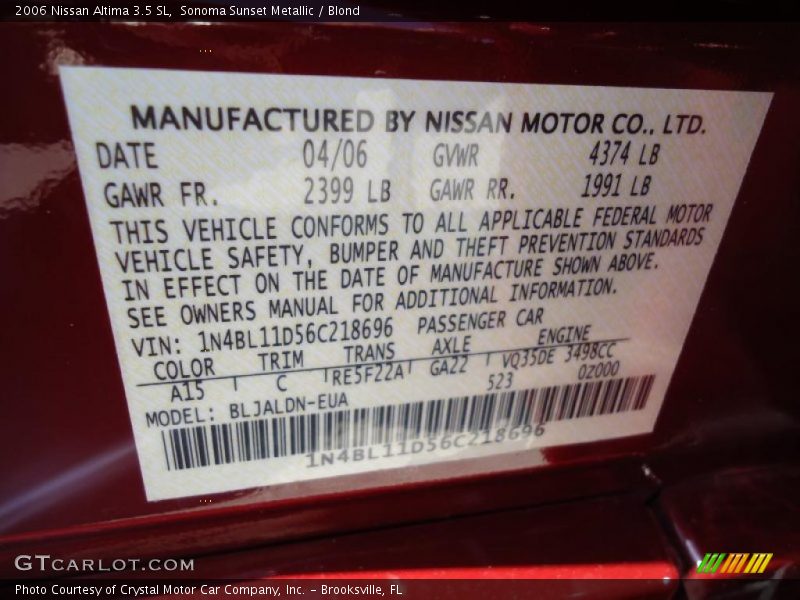 2006 Nissan Altima 3.5 SL, Sonoma Sunset Metallic / Blond
MANUFACTURED BY NISSAN MOTOR CO., LTD.
DATE 04/06 GVWR 4374 LB
GAWR FR. 2399 LB GAWR RR. 1991 LB
THIS VEHICLE CONFORMS TO ALL APPLICABLE FEDERAL MOTOR
VEHICLE SAFETY, BUMPER AND THEFT PREVENTION STANDARDS
IN EFFECT ON THE DATE OF MANUFACTURE SHOWN ABOVE.
SEE OWNERS MANUAL FOR ADDITIONAL INFORMATION.
VIN: 1N4BL11D56C218696 PASSENGER CAR
COLOR TRIM TRANS AXLE ENGINE
A15 C RE5F22A GA22 VQ35DE 3498CC
523 0Z000
MODEL: BLJALDN-EUA
1N4BL11D56C218696
GTCARLOT.COM
Photo Courtesy of Crystal Motor Car Company, Inc. – Brooksville, FL